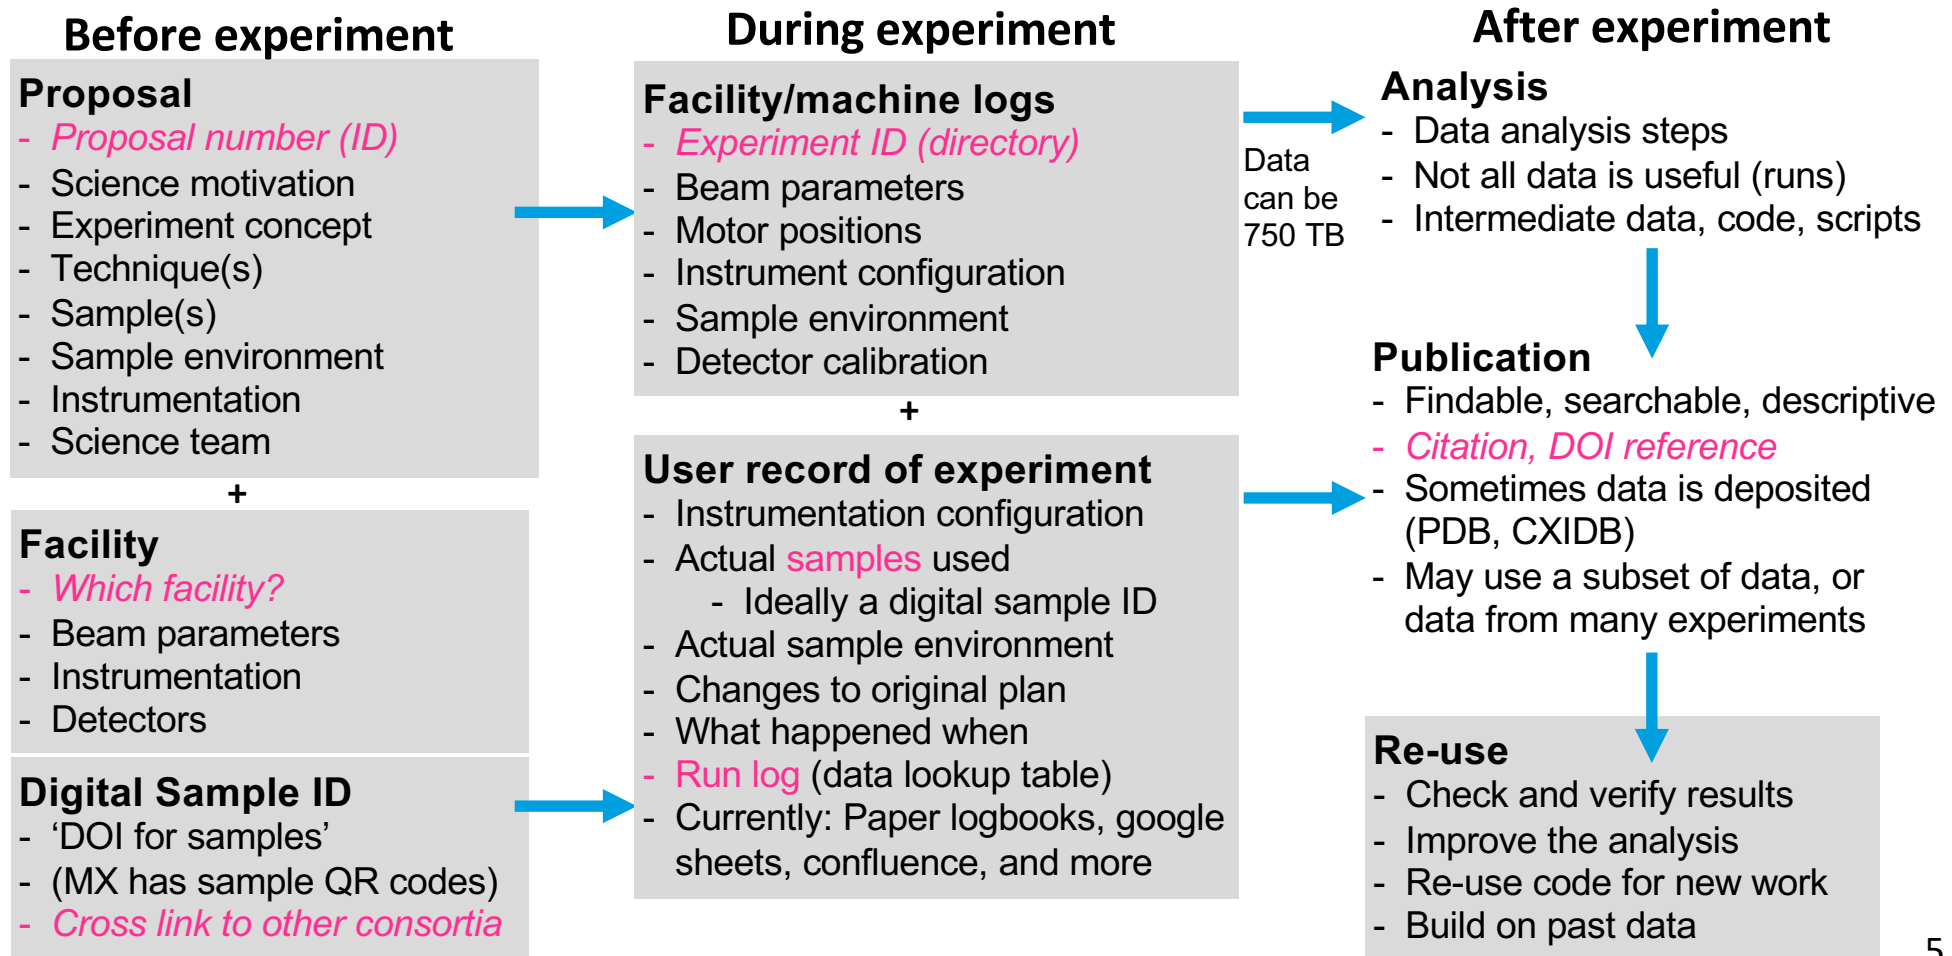 Before experiment
Proposal
- Proposal number (ID)
- Science motivation
- Experiment concept
- Technique(s)
- Sample(s)
- Sample environment
- Instrumentation
- Science team
+
Facility
- Which facility?
- Beam parameters
- Instrumentation
- Detectors
Digital Sample ID
- ‘DOI for samples’
- (MX has sample QR codes)
- Cross link to other consortia
During experiment
Facility/machine logs
- Experiment ID (directory)
- Beam parameters
- Motor positions
- Instrument configuration
- Sample environment
- Detector calibration
+
User record of experiment
- Instrumentation configuration
- Actual samples used
- Ideally a digital sample ID
- Actual sample environment
- Changes to original plan
- What happened when
- Run log (data lookup table)
- Currently: Paper logbooks, google
sheets, confluence, and more
Data
can be
750 TB
After experiment
Analysis
- Data analysis steps
- Not all data is useful (runs)
- Intermediate data, code, scripts
Publication
- Findable, searchable, descriptive
- Citation, DOI reference
- Sometimes data is deposited
(PDB, CXIDB)
- May use a subset of data, or
data from many experiments
Re-use
- Check and verify results
- Improve the analysis
- Re-use code for new work
- Build on past data
5